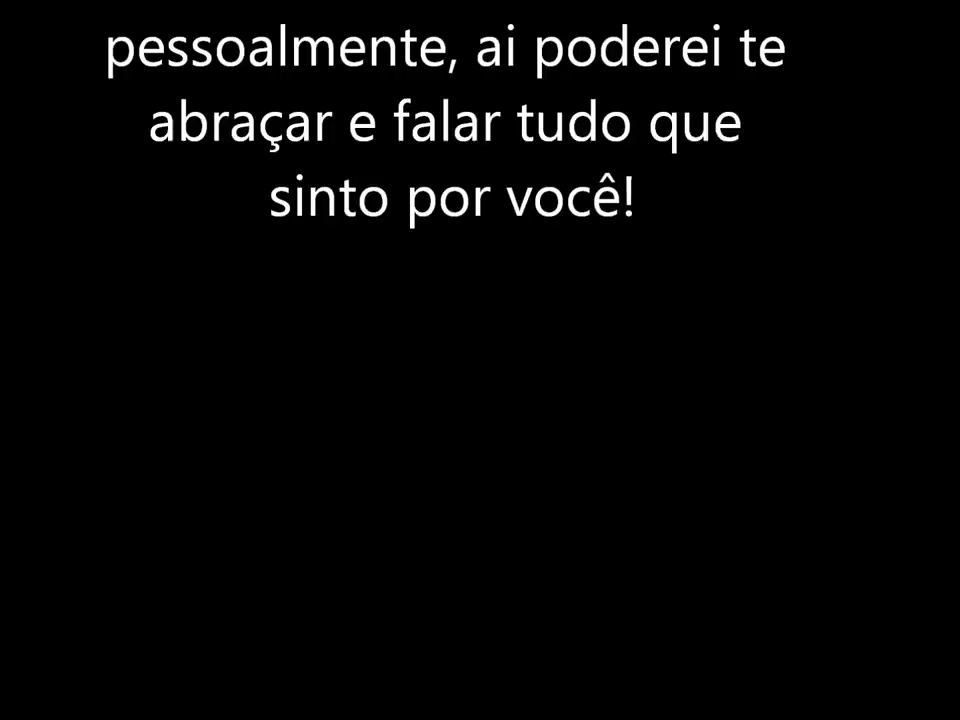 pessoalmente, ai poderei te
abraçar e falar tudo que
sinto por você!